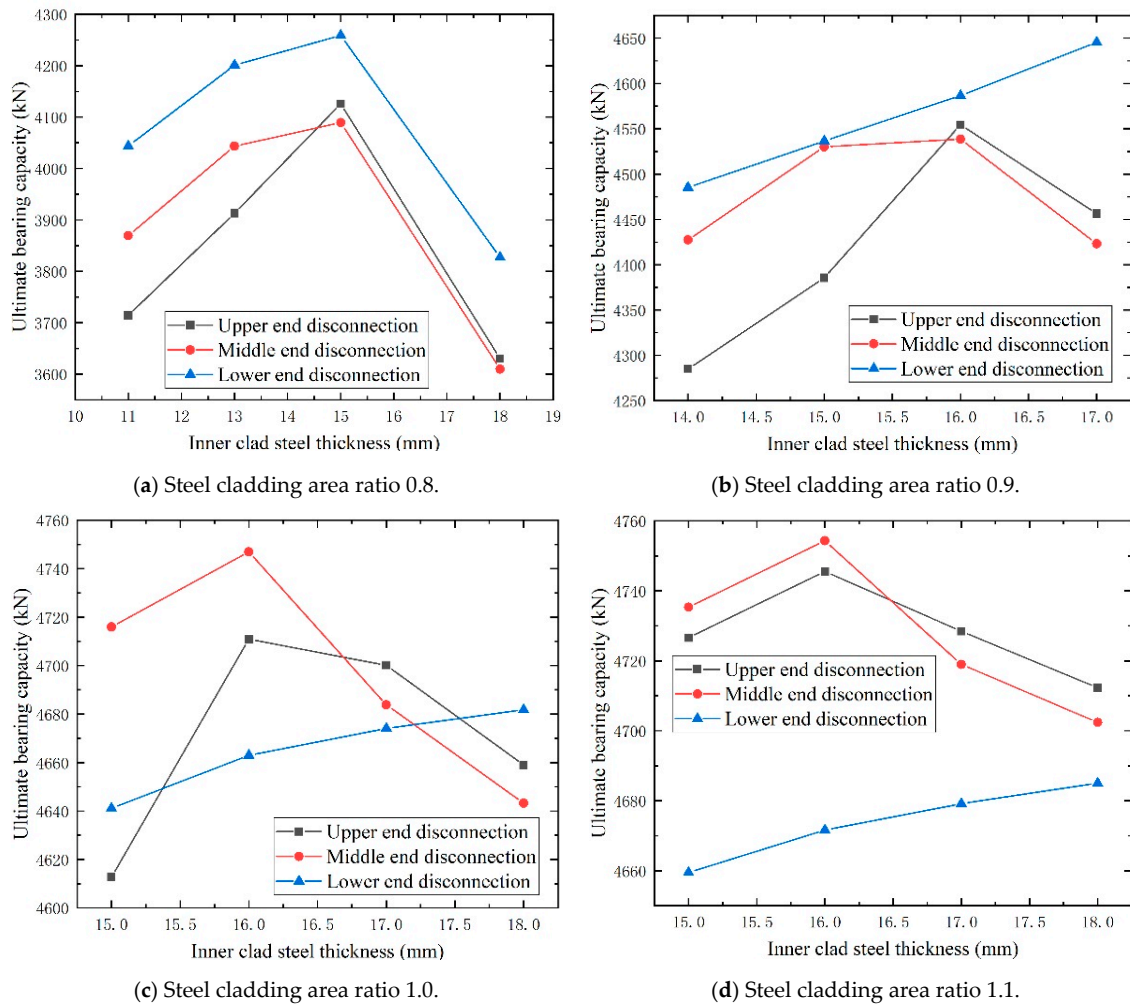 4300
4200
4100
4000
3900
3800
3700
3600
Ultimate bearing capacity (kN)
Upper end disconnection
Middle end disconnection
Lower end disconnection
10 11 12 13 14 15 16 17 18 19
Inner clad steel thickness (mm)
(a) Steel cladding area ratio 0.8.
4650
4600
4550
4500
4450
4400
4350
4300
4250
Ultimate bearing capacity (kN)
Upper end disconnection
Middle end disconnection
Lower end disconnection
14.0 14.5 15.0 15.5 16.0 16.5 17.0
Inner clad steel thickness (mm)
(b) Steel cladding area ratio 0.9.
4760
4740
4720
4700
4680
4660
4640
4620
4600
Ultimate bearing capacity (kN)
Upper end disconnection
Middle end disconnection
Lower end disconnection
15.0 15.5 16.0 16.5 17.0 17.5 18.0
Inner clad steel thickness (mm)
(c) Steel cladding area ratio 1.0.
4760
4740
4720
4700
4680
4660
Ultimate bearing capacity (kN)
Upper end disconnection
Middle end disconnection
Lower end disconnection
15.0 15.5 16.0 16.5 17.0 17.5 18.0
Inner clad steel thickness (mm)
(d) Steel cladding area ratio 1.1.